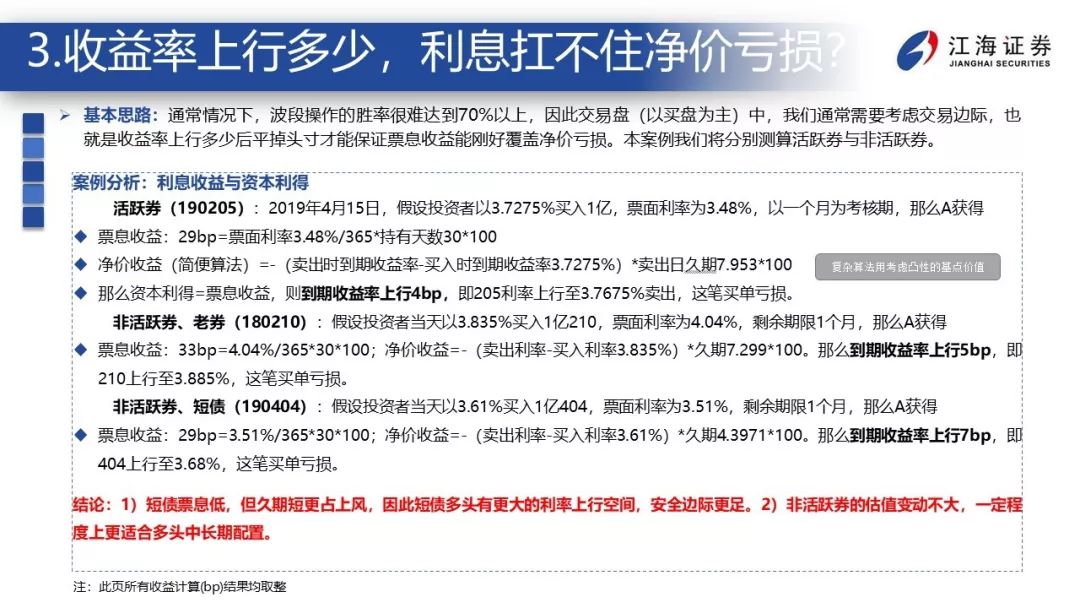 3.收益率上行多少，利息扛不住净价亏损？
江海证券
JIANGHAI SECURITIES
➢ 基本思路：通常情况下，波段操作的胜率很难达到70%以上，因此交易盘（以买盘为主）中，我们通常需要考虑交易边际，也
就是收益率上行多少后平掉头寸才能保证票息收益能刚好覆盖净价亏损。本案例我们将分别测算活跃券与非活跃券。
案例分析：利息收益与资本利得
活跃券（190205）：2019年4月15日，假设投资者以3.7275%买入1亿，票面利率为3.48%，以一个月为考核期，那么A获得
◆ 票息收益：29bp=票面利率3.48%/365*持有天数30*100
◆ 净价收益（简便算法）=-（卖出时到期收益率-买入时到期收益率3.7275%）*卖出日久期7.953*100
复杂算法用考虑凸性的基点价值
◆ 那么资本利得=票息收益，则到期收益率上行4bp，即205利率上行至3.7675%卖出，这笔买单亏损。
非活跃券、老券（180210）：假设投资者当天以3.835%买入1亿210，票面利率为4.04%，剩余期限1个月，那么A获得
◆ 票息收益：33bp=4.04%/365*30*100；净价收益=-（卖出利率-买入利率3.835%）*久期7.299*100。那么到期收益率上行5bp，即
210上行至3.885%，这笔买单亏损。
非活跃券、短债（190404）：假设投资者当天以3.61%买入1亿404，票面利率为3.51%，剩余期限1个月，那么A获得
◆ 票息收益：29bp=3.51%/365*30*100；净价收益=-（卖出利率-买入利率3.61%）*久期4.3971*100。那么到期收益率上行7bp，即
404上行至3.68%，这笔买单亏损。
结论：1）短债票息低，但久期短更占上风，因此短债多头有更大的利率上行空间，安全边际更足。2）非活跃券的估值变动不大，一定程
度上更适合多头中长期配置。
注：此页所有收益计算(bp)结果均取整